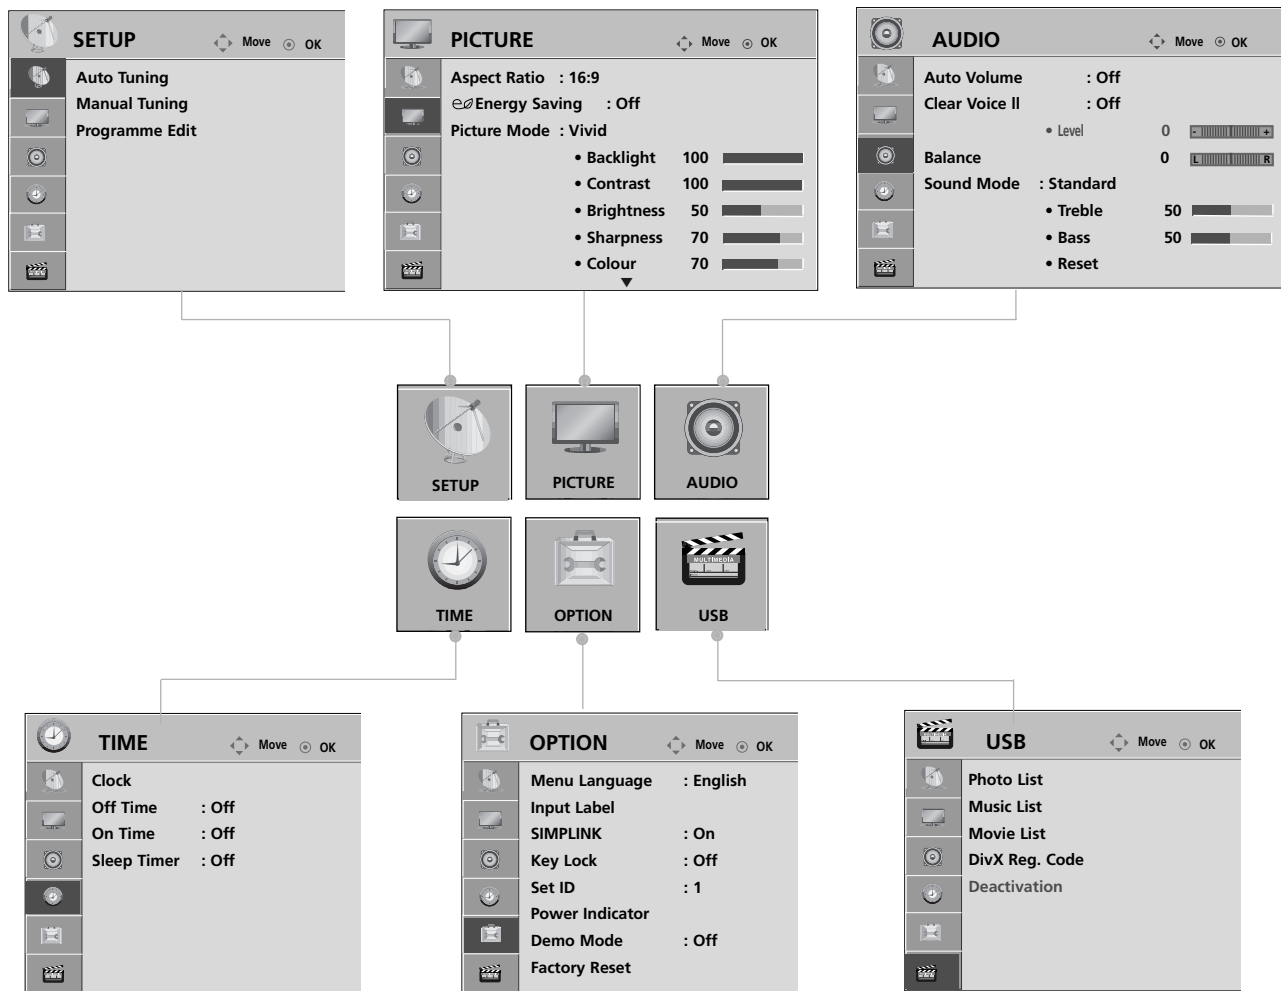 SETUP Move OK
Auto Tuning
Manual Tuning
Programme Edit
PICTURE Move OK
Aspect Ratio : 16:9
Energy Saving : Off
Picture Mode : Vivid
• Backlight 100
• Contrast 100
• Brightness 50
• Sharpness 70
• Colour 70
AUDIO Move OK
Auto Volume : Off
Clear Voice ll : Off
• Level 0 - +
Balance 0 L R
Sound Mode : Standard
• Treble 50
• Bass 50
• Reset
SETUP
PICTURE
AUDIO
MULTIMEDIA
TIME
OPTION
USB
TIME Move OK
Clock
Off Time : Off
On Time : Off
Sleep Timer : Off
OPTION Move OK
Menu Language : English
Input Label
SIMPLINK : On
Key Lock : Off
Set ID : 1
Power Indicator
Demo Mode : Off
Factory Reset
USB Move OK
Photo List
Music List
Movie List
DivX Reg. Code
Deactivation